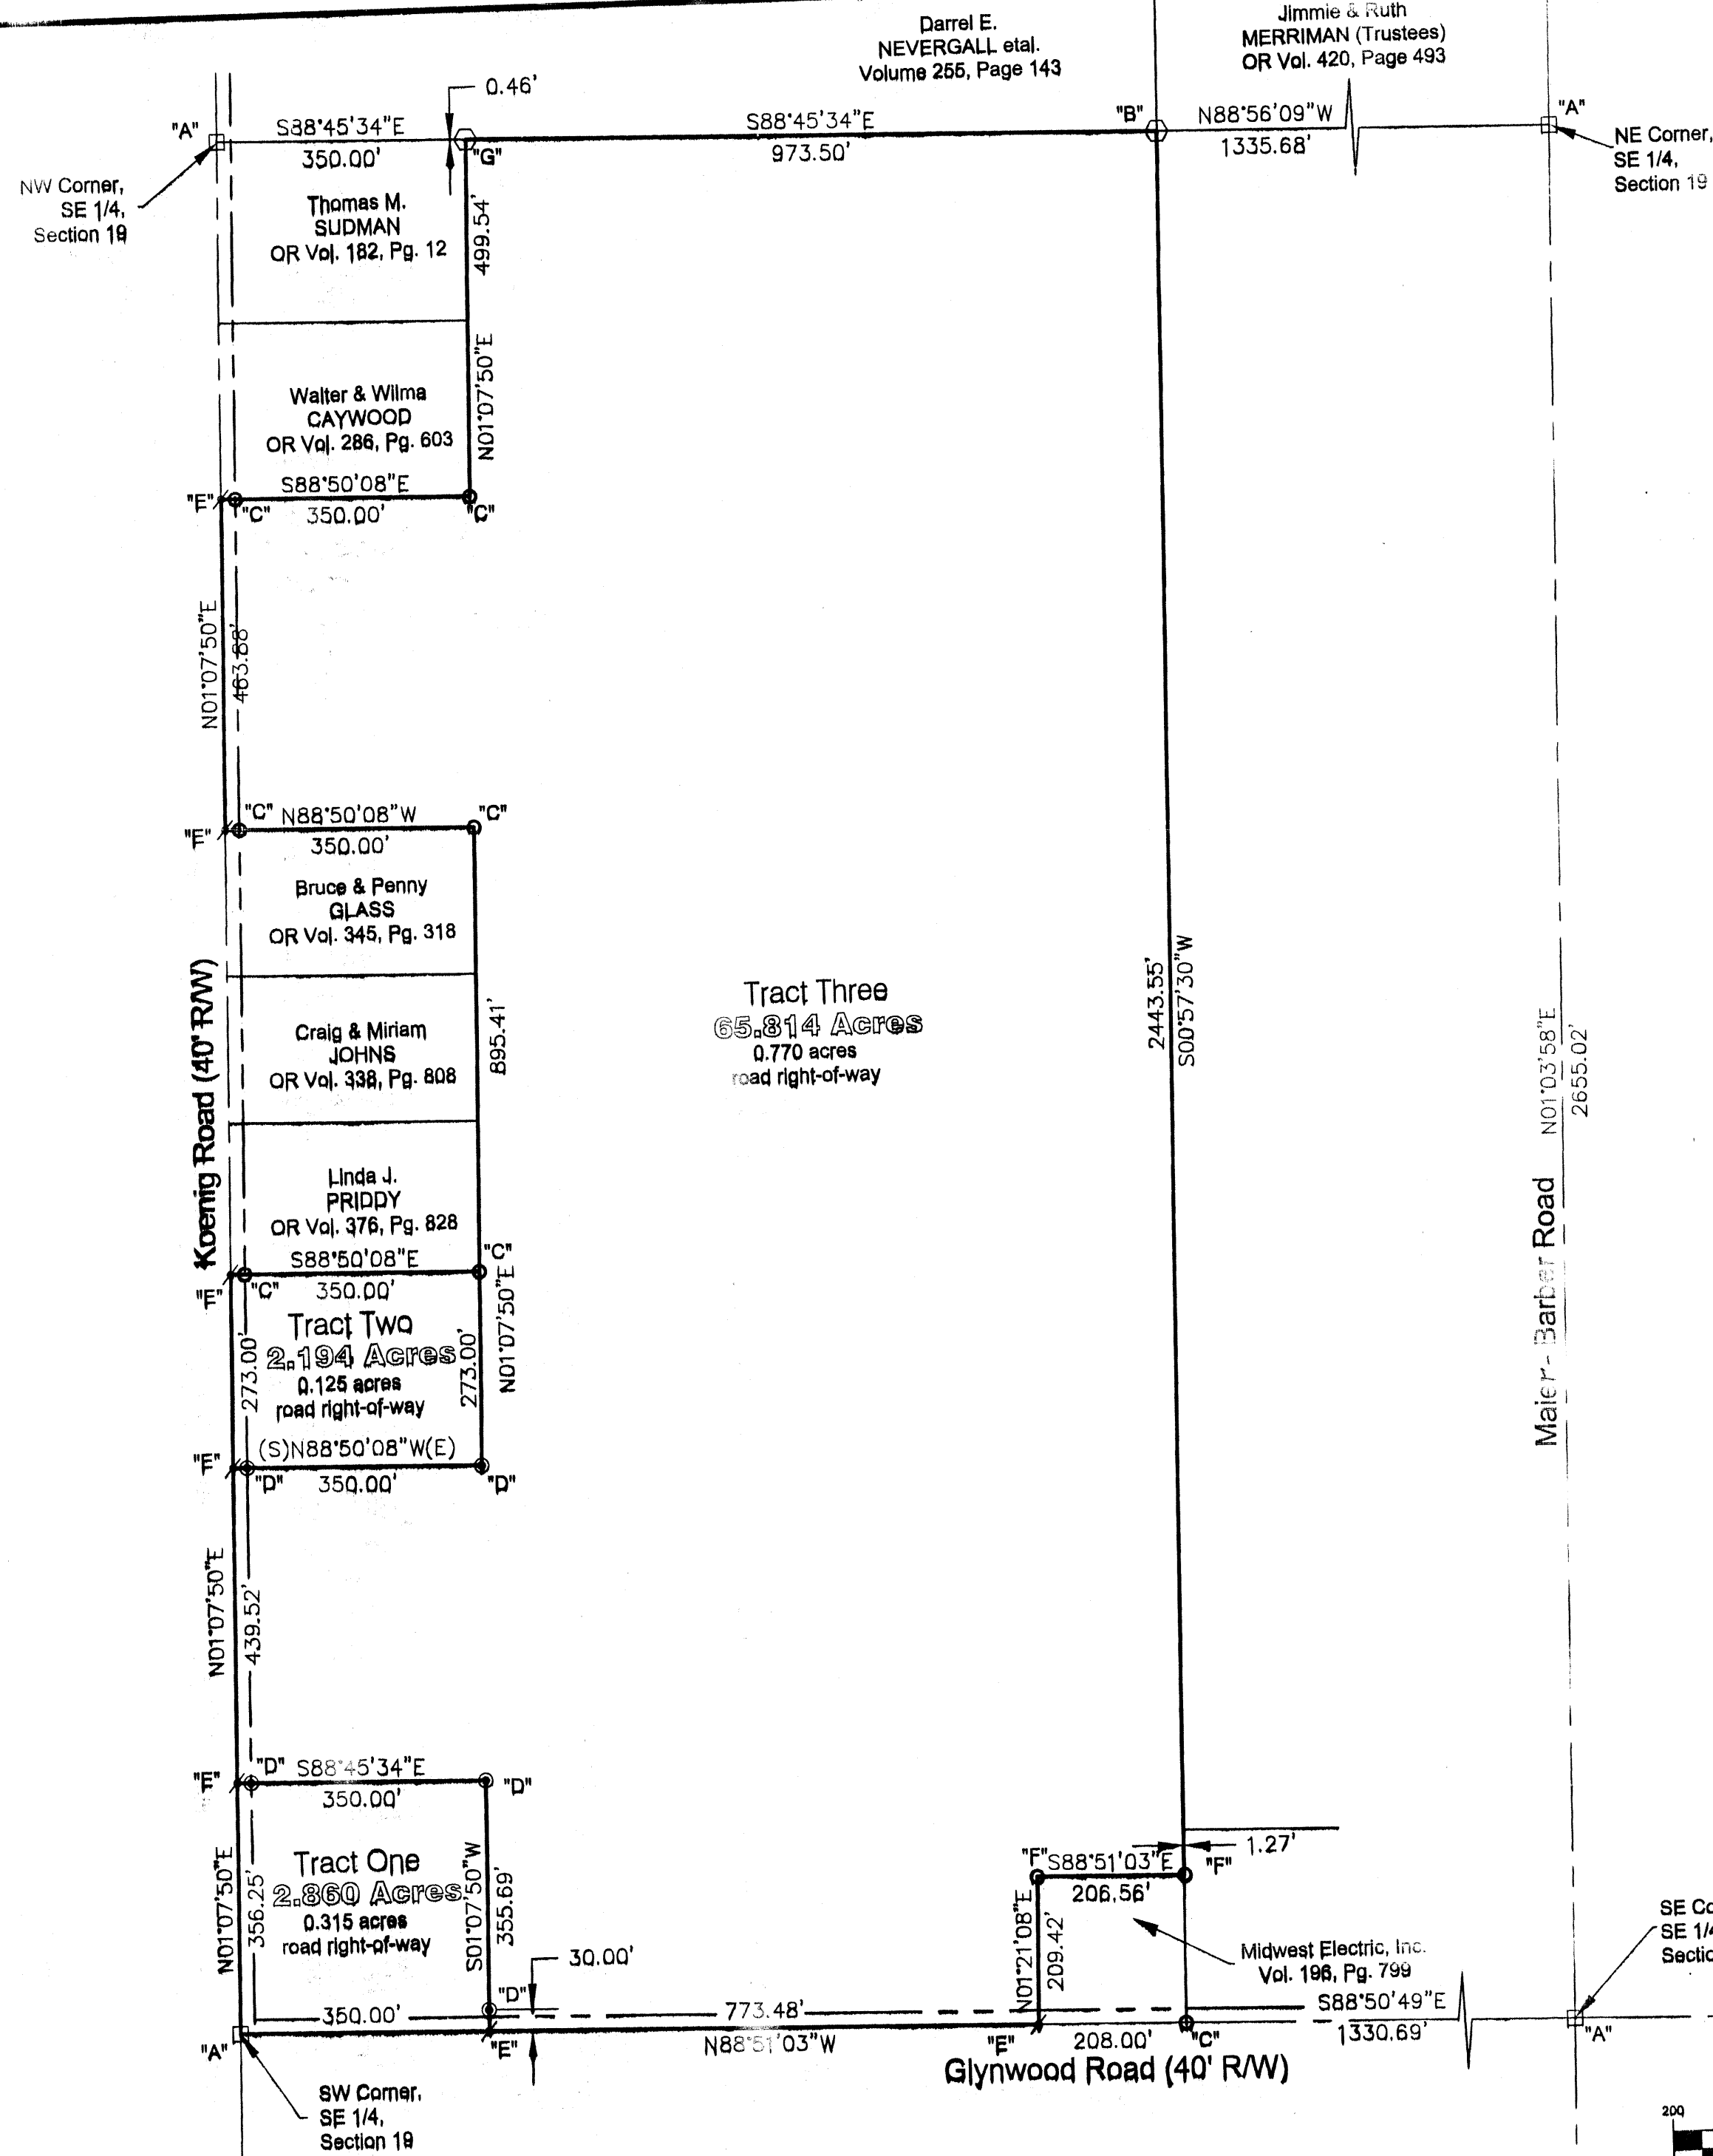 Darrel E.
NEVERGALL etal.
Volume 255, Page 143
Jimmie & Ruth
MERRIMAN (Trustees)
OR Vol. 420, Page 493
0.46'
"A"
S88°45'34"E
350.00'
"G"
S88°45'34"E
973.50'
"B"
N88°56'09"W
1335.68'
"A"
NE Corner,
SE 1/4,
Section 19
NW Corner,
SE 1/4,
Section 19
Thomas M.
SUDMAN
OR Vol. 182, Pg. 12
499.54'
N01°07'50"E
Walter & Wilma
CAYWOOD
OR Vol. 286, Pg. 603
S88°50'08"E
350.00'
"F"
"C"
"C"
N01°07'50"E
463.88'
"C"
N88°50'08"W
350.00'
"C"
"F"
Bruce & Penny
GLASS
OR Vol. 345, Pg. 318
Craig & Miriam
JOHNS
OR Vol. 338, Pg. 808
895.41'
Linda J.
PRIDDY
OR Vol. 376, Pg. 828
Koenig Road (40' R/W)
Tract Three
65.814 Acres
0.770 acres
road right-of-way
2443.55'
S00°57'30"W
N01°03'58"E
2655.02'
Maier-Barber Road
S88°50'08"E
350.00'
"C"
"F"
"C"
Tract Two
2.194 Acres
0.125 acres
road right-of-way
273.00'
273.00'
N01°07'50"E
(S)N88°50'08"W(E)
350.00'
"F"
"D"
"D"
N01°07'50"E
439.52'
"F"
"D"
S88°45'34"E
350.00'
"D"
Tract One
2.860 Acres
0.315 acres
road right-of-way
N01°07'50"E
356.25'
S01°07'50"W
355.69'
30.00'
"D"
350.00'
773.48'
N88°51'03"W
"A"
"E"
"E"
"F"
S88°51'03"E
206.56'
"F"
1.27'
N01°21'08"E
209.42'
Midwest Electric, Inc.
Vol. 196, Pg. 799
208.00'
"C"
S88°50'49"E
1330.69'
"A"
SE Co
SE 1/4
Sectio
Glynwood Road (40' R/W)
SW Corner,
SE 1/4,
Section 19
200